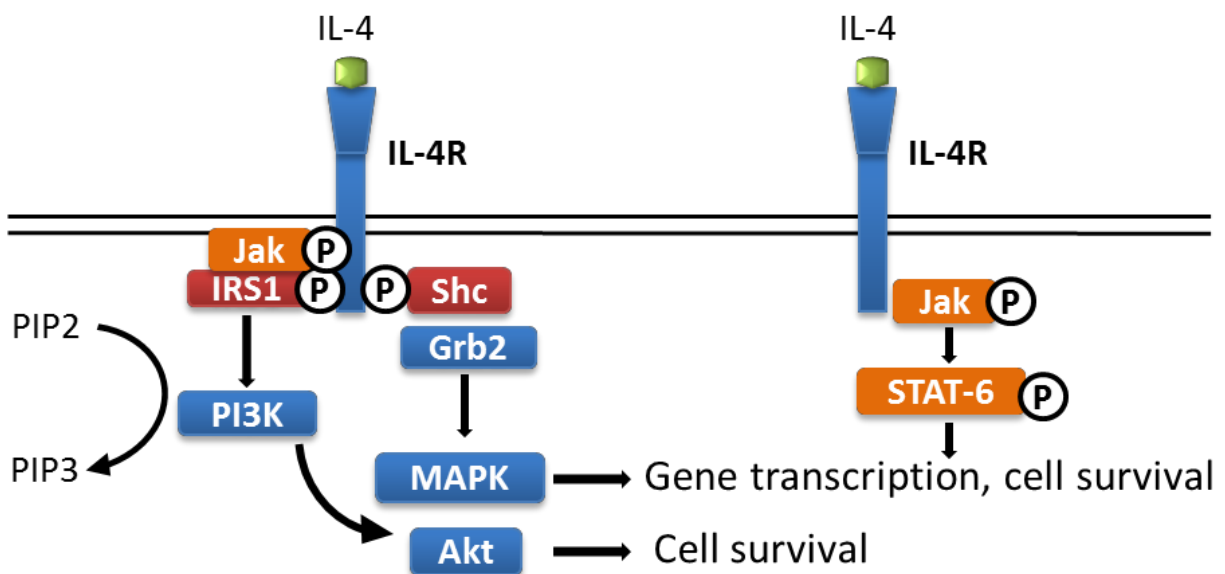 IL-4
IL-4
IL-4R
IL-4R
Jak
P
IRS1
P
P
Shc
Jak
P
PIP2
Grb2
STAT-6
P
PI3K
PIP3
MAPK
Gene transcription, cell survival
Akt
Cell survival